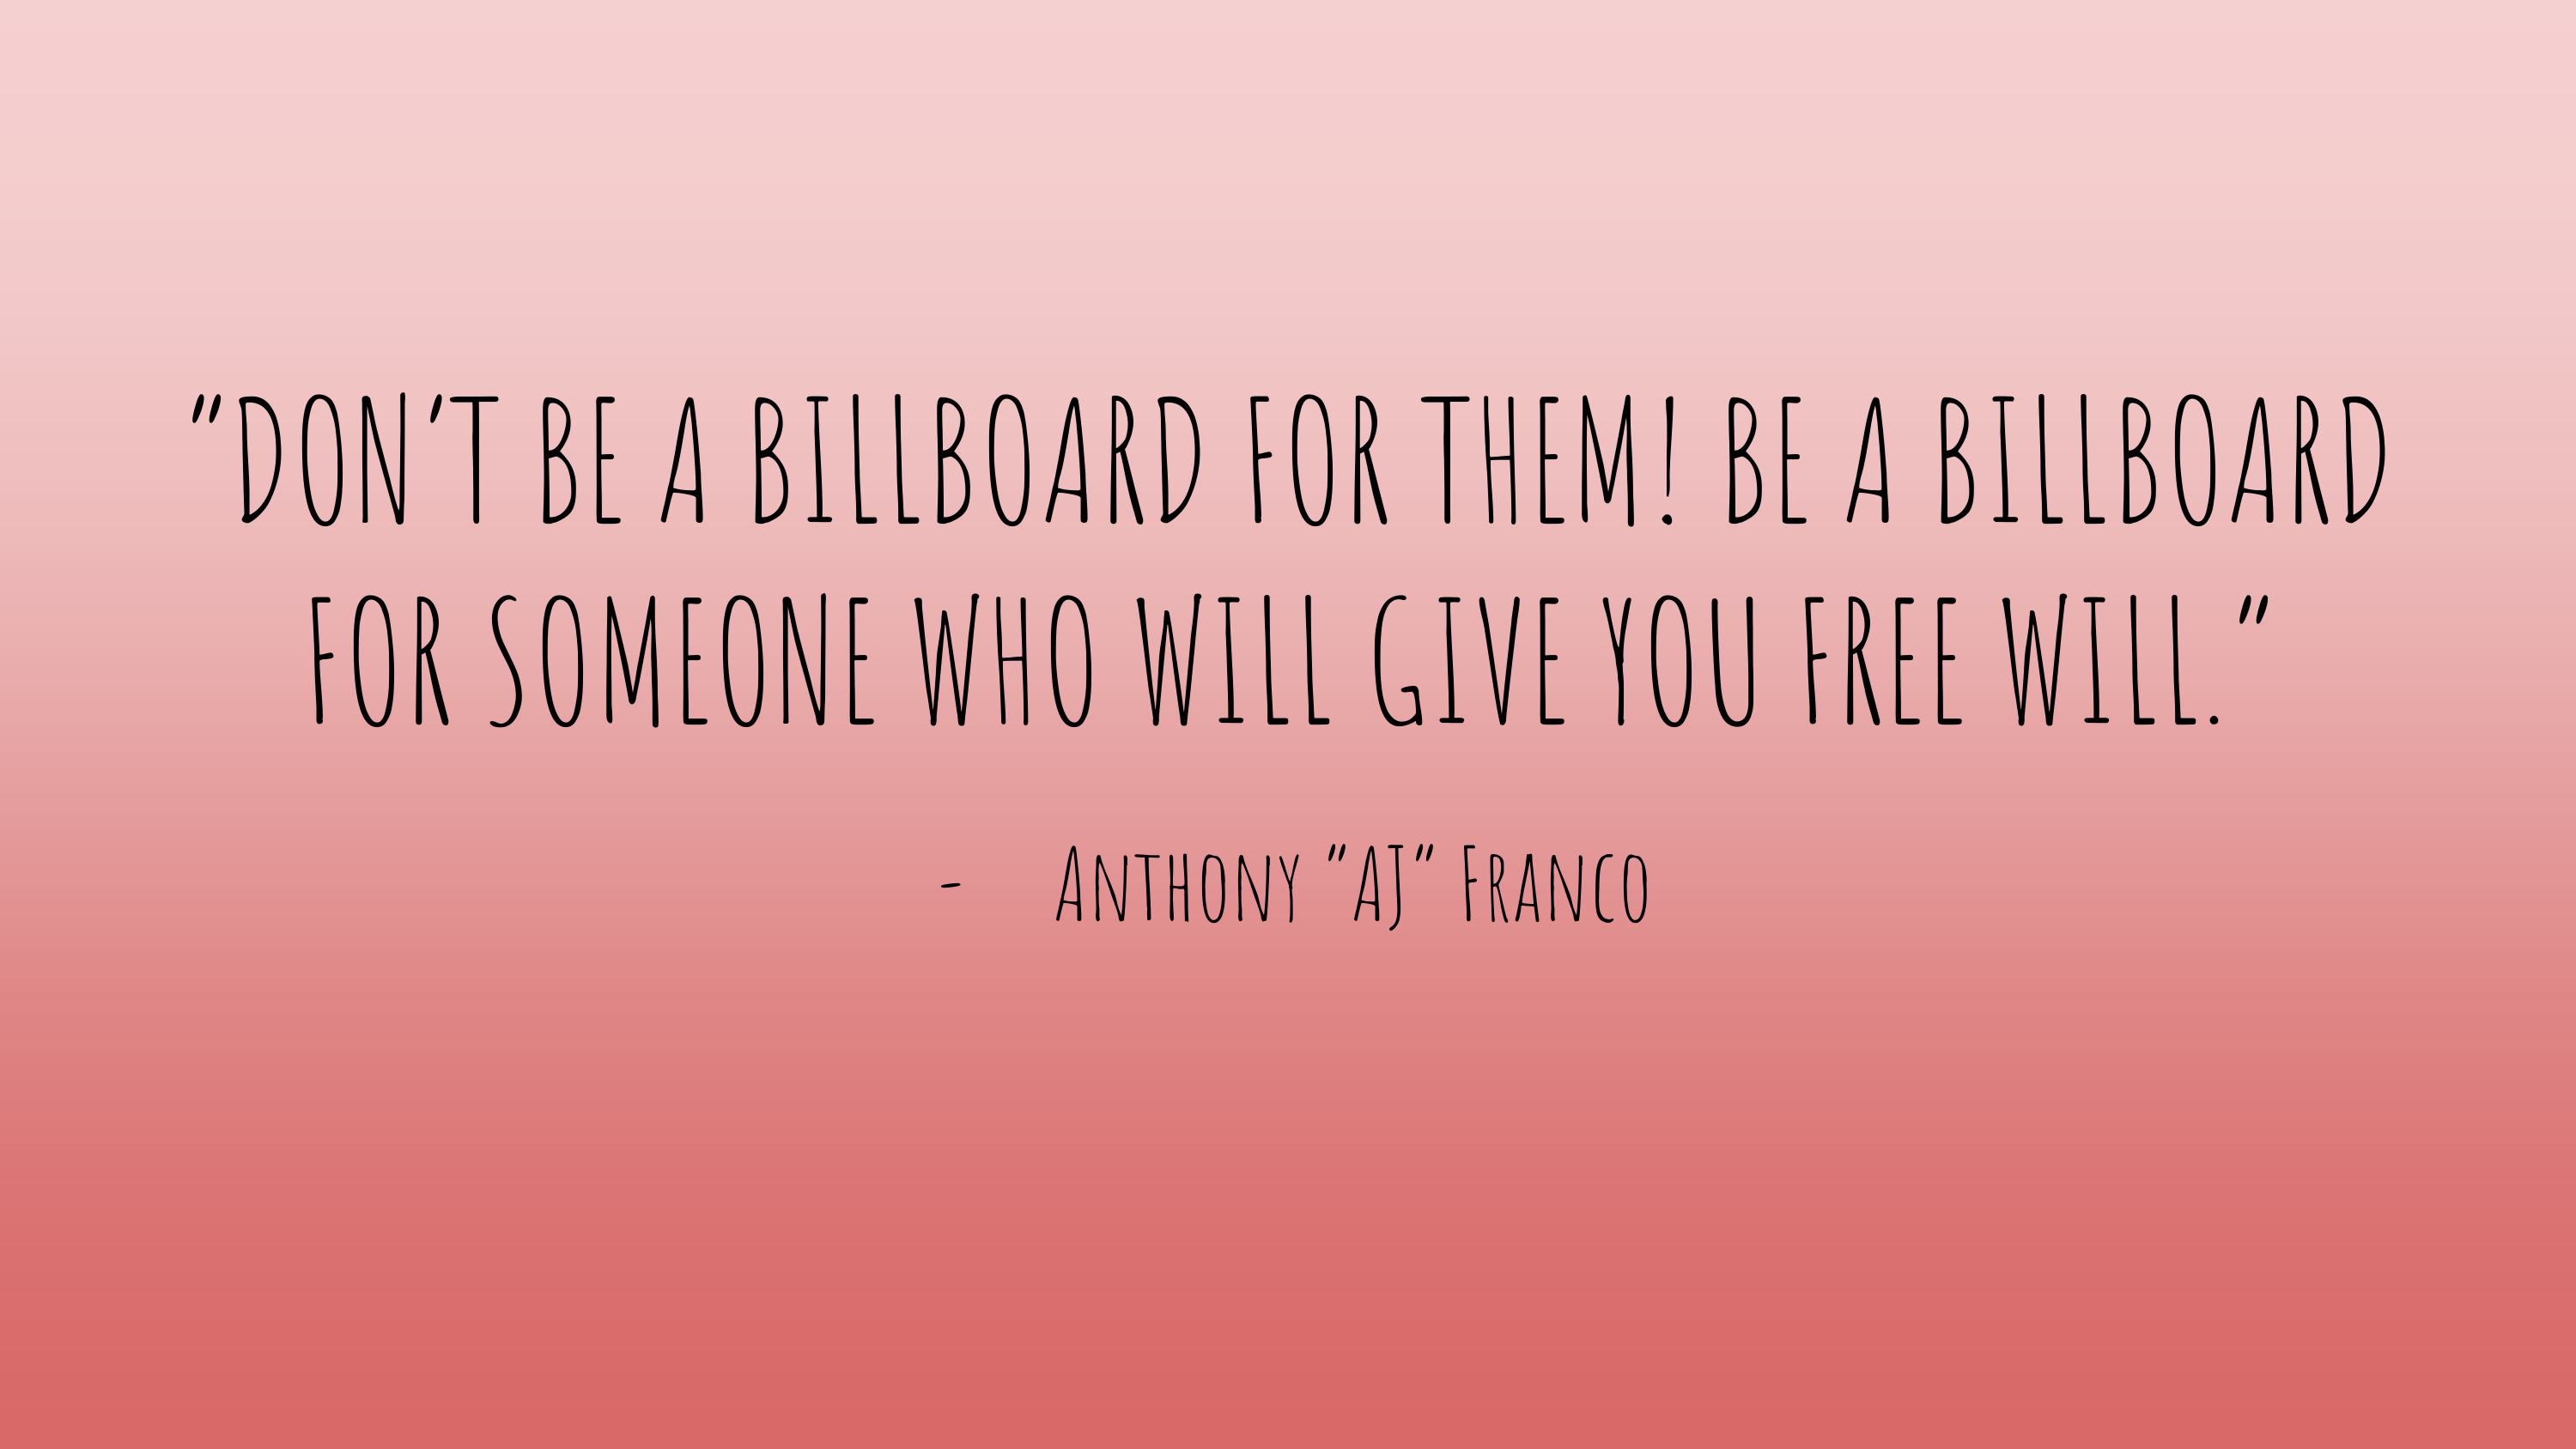 "DON'T BE A BILLBOARD FOR THEM! BE A BILLBOARD
FOR SOMEONE WHO WILL GIVE YOU FREE WILL."
- ANTHONY "AJ" FRANCO